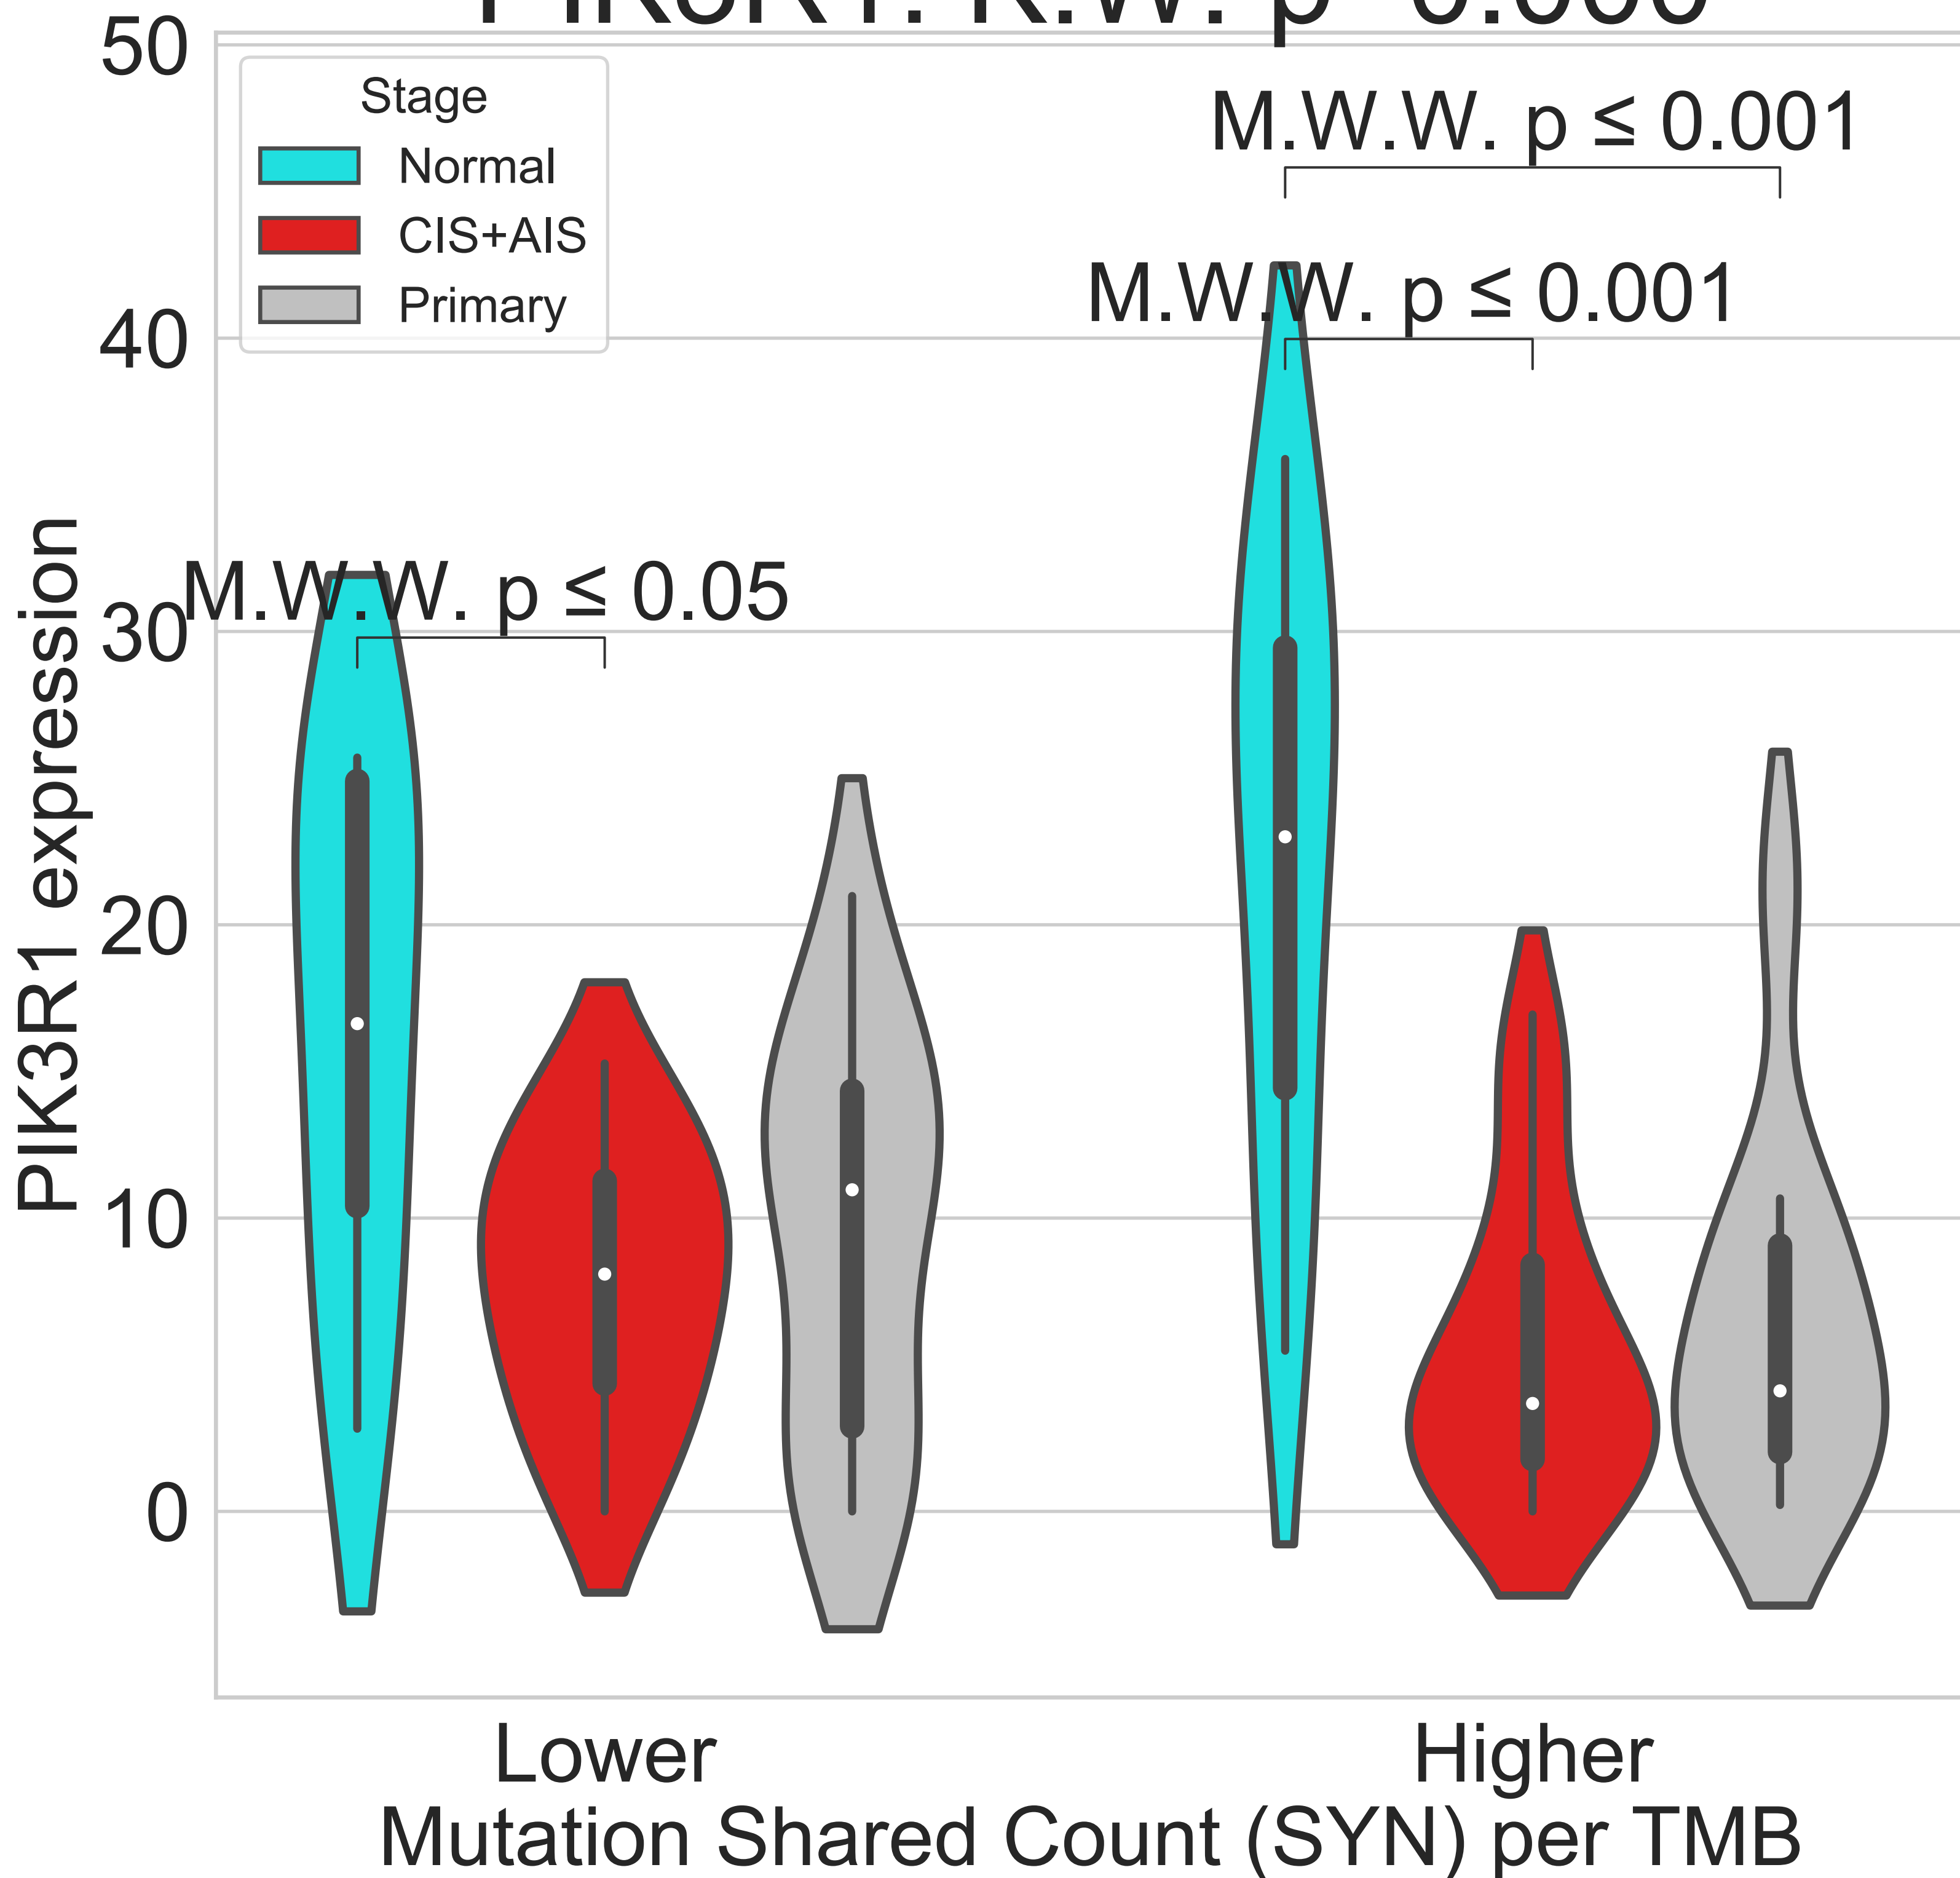 50
Stage
Normal
CIS+AIS
Primary
M.W.W. p ≤ 0.001
M.W.W. p ≤ 0.001
40
M.W.W. p ≤ 0.05
30
20
10
0
PIK3R1 expression
Lower
Higher
Mutation Shared Count (SYN) per TMB